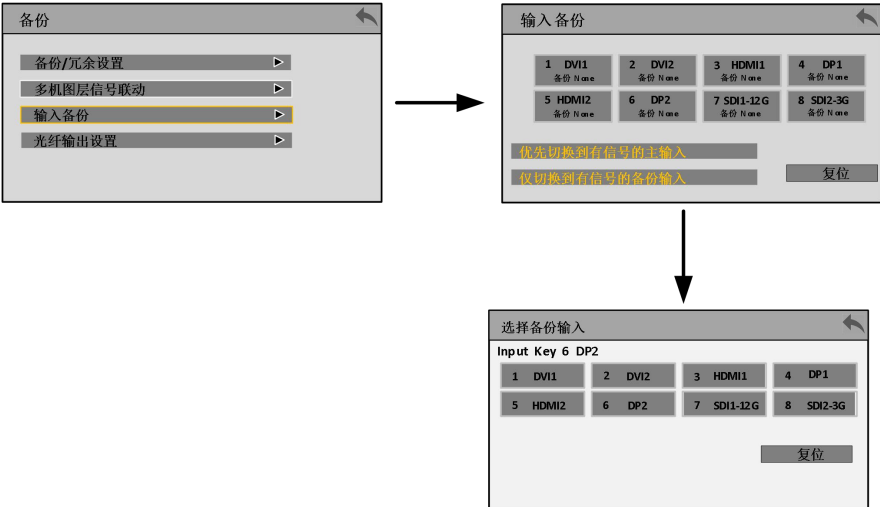 备份
备份/冗余设置
多机图层信号联动
输入备份
光纤输出设置
输入备份
1 DVI1 2 DVI2 3 HDMI1 4 DP1
备份 None 备份 None 备份 None 备份 None
5 HDMI2 6 DP2 7 SDI1-12G 8 SDI2-3G
备份 None 备份 None 备份 None 备份 None
优先切换到有信号的主输入
仅切换到有信号的备份输入
复位
选择备份输入
Input Key 6 DP2
1 DVI1 2 DVI2 3 HDMI1 4 DP1
5 HDMI2 6 DP2 7 SDI1-12G 8 SDI2-3G
复位